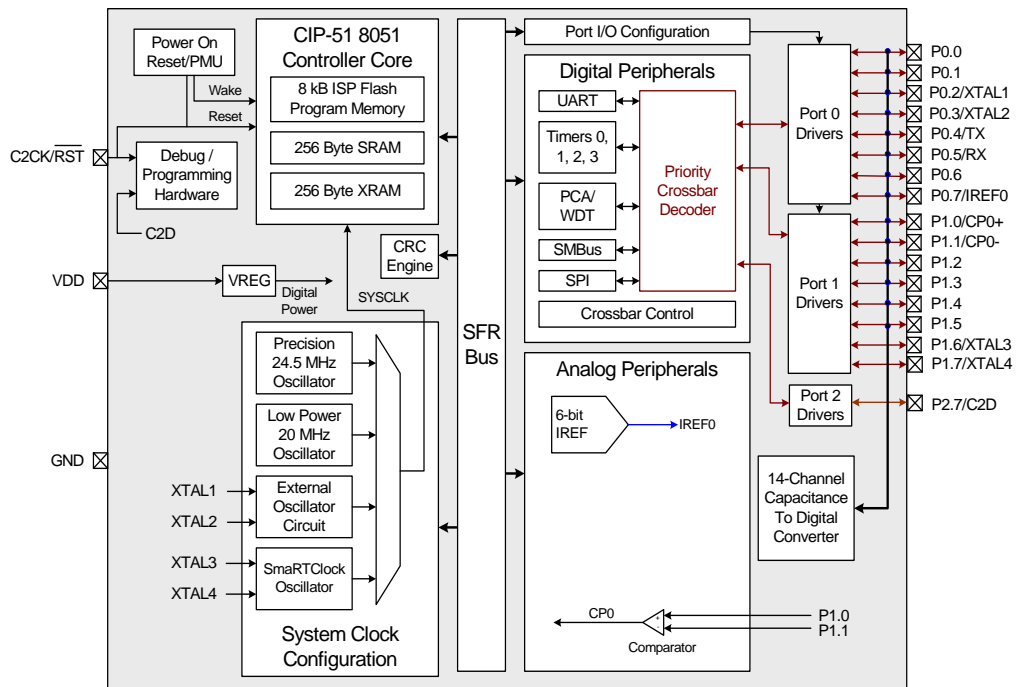 Power On
Reset/PMU
Wake
Reset
C2CK/RST
Debug /
Programming
Hardware
C2D
VDD
VREG
Digital
Power
GND
CIP-51 8051
Controller Core
8 kB ISP Flash
Program Memory
256 Byte SRAM
256 Byte XRAM
CRC
Engine
SYSCLK
Precision
24.5 MHz
Oscillator
Low Power
20 MHz
Oscillator
XTAL1
XTAL2
External
Oscillator
Circuit
XTAL3
XTAL4
SmaRTClock
Oscillator
System Clock
Configuration
SFR
Bus
Port I/O Configuration
Digital Peripherals
UART
Timers 0,
1, 2, 3
PCA/
WDT
SMBus
SPI
Priority
Crossbar
Decoder
Crossbar Control
Analog Peripherals
6-bit
IREF
IREF0
CP0
+
-
Comparator
P1.0
P1.1
Port 0
Drivers
Port 1
Drivers
Port 2
Drivers
14-Channel
Capacitance
To Digital
Converter
P0.0
P0.1
P0.2/XTAL1
P0.3/XTAL2
P0.4/TX
P0.5/RX
P0.6
P0.7/IREF0
P1.0/CP0+
P1.1/CP0-
P1.2
P1.3
P1.4
P1.5
P1.6/XTAL3
P1.7/XTAL4
P2.7/C2D